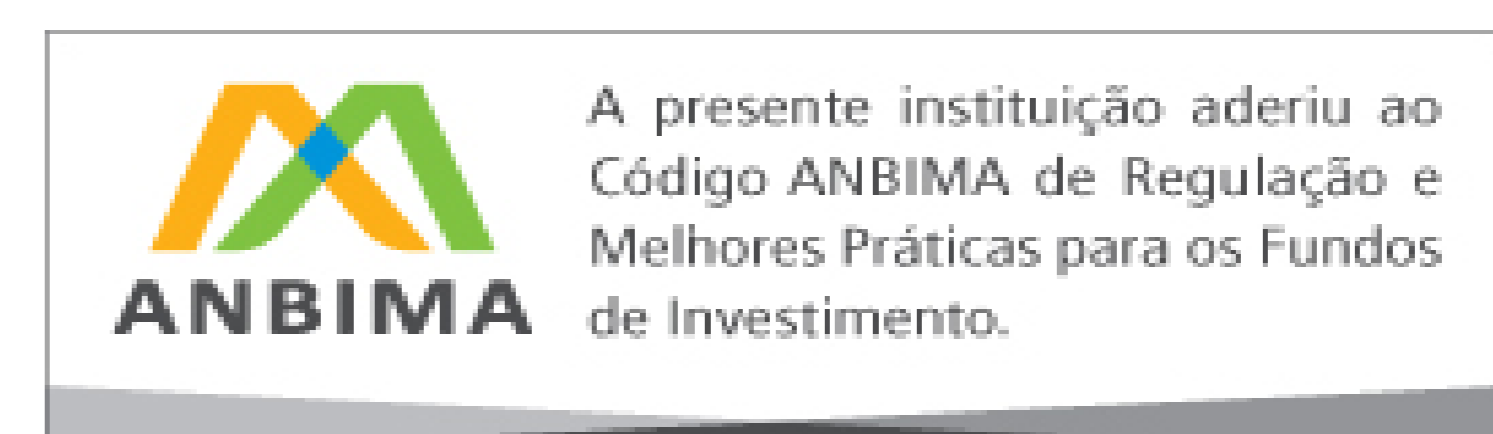 A presente instituição aderiu ao
Código ANBIMA de Regulação e
Melhores Práticas para os Fundos
de Investimento.
ANBIMA